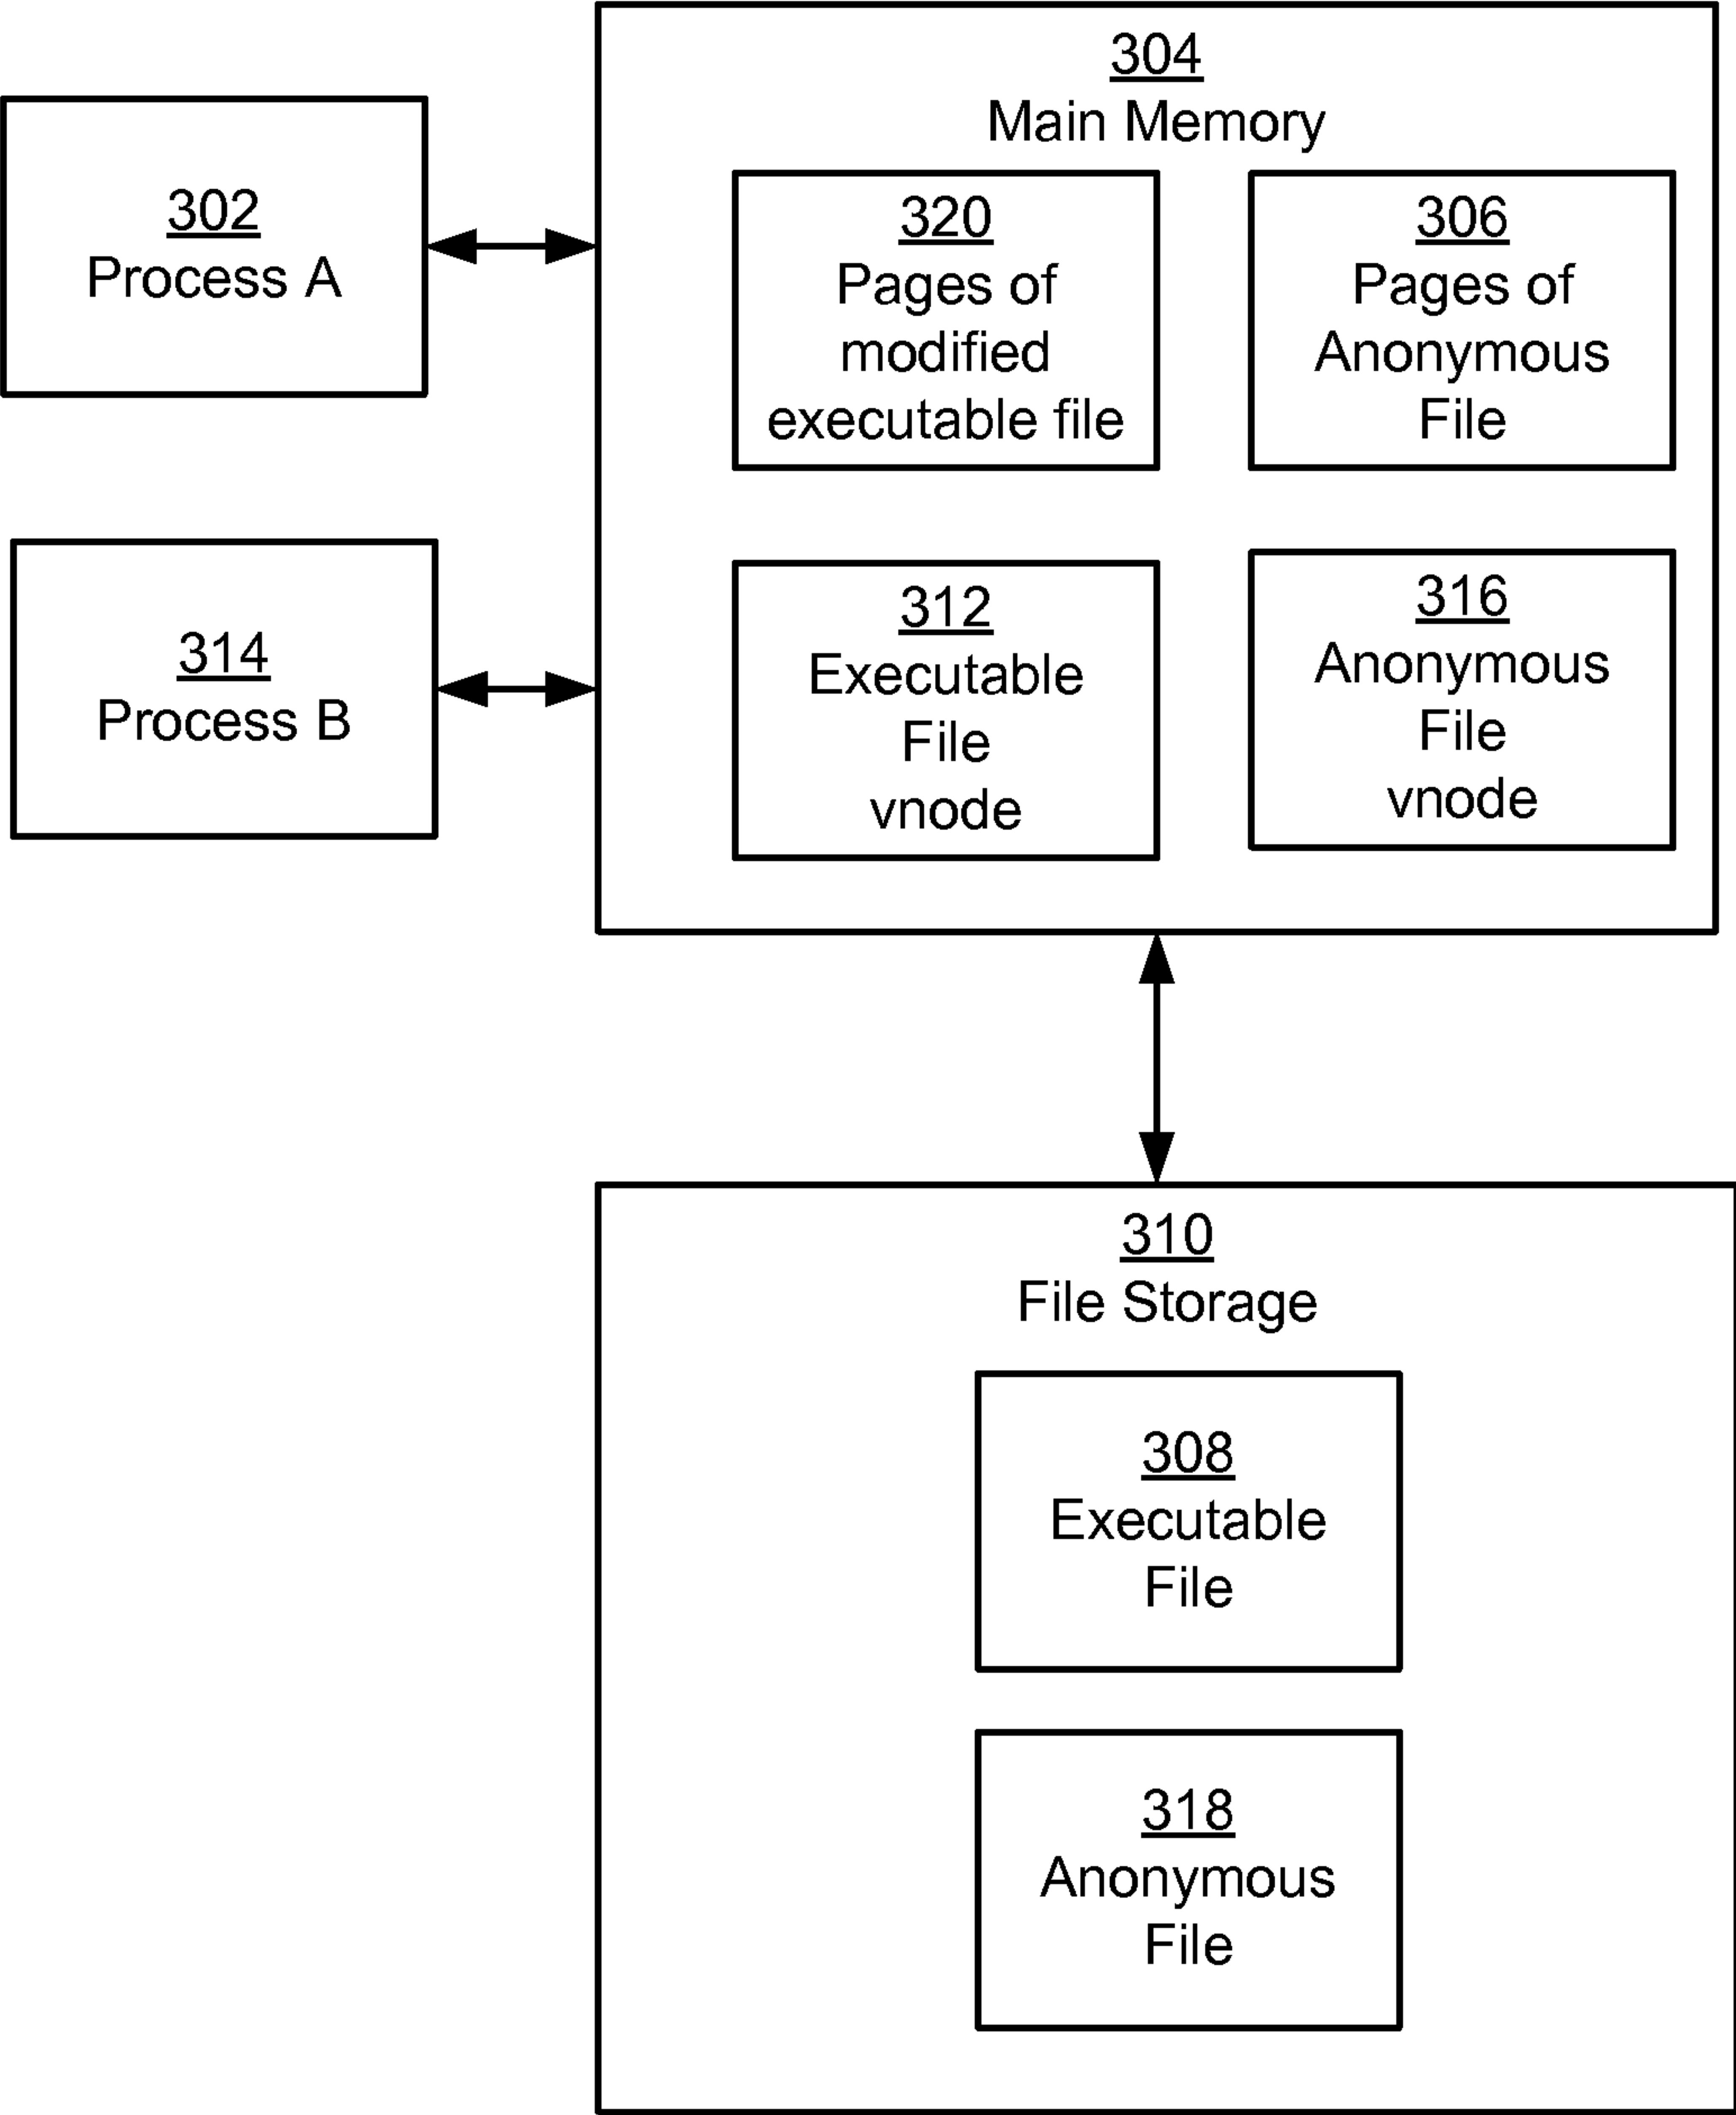 304
Main Memory
302
Process A
320
Pages of
modified
executable file
306
Pages of
Anonymous
File
314
Process B
312
Executable
File
vnode
316
Anonymous
File
vnode
310
File Storage
308
Executable
File
318
Anonymous
File